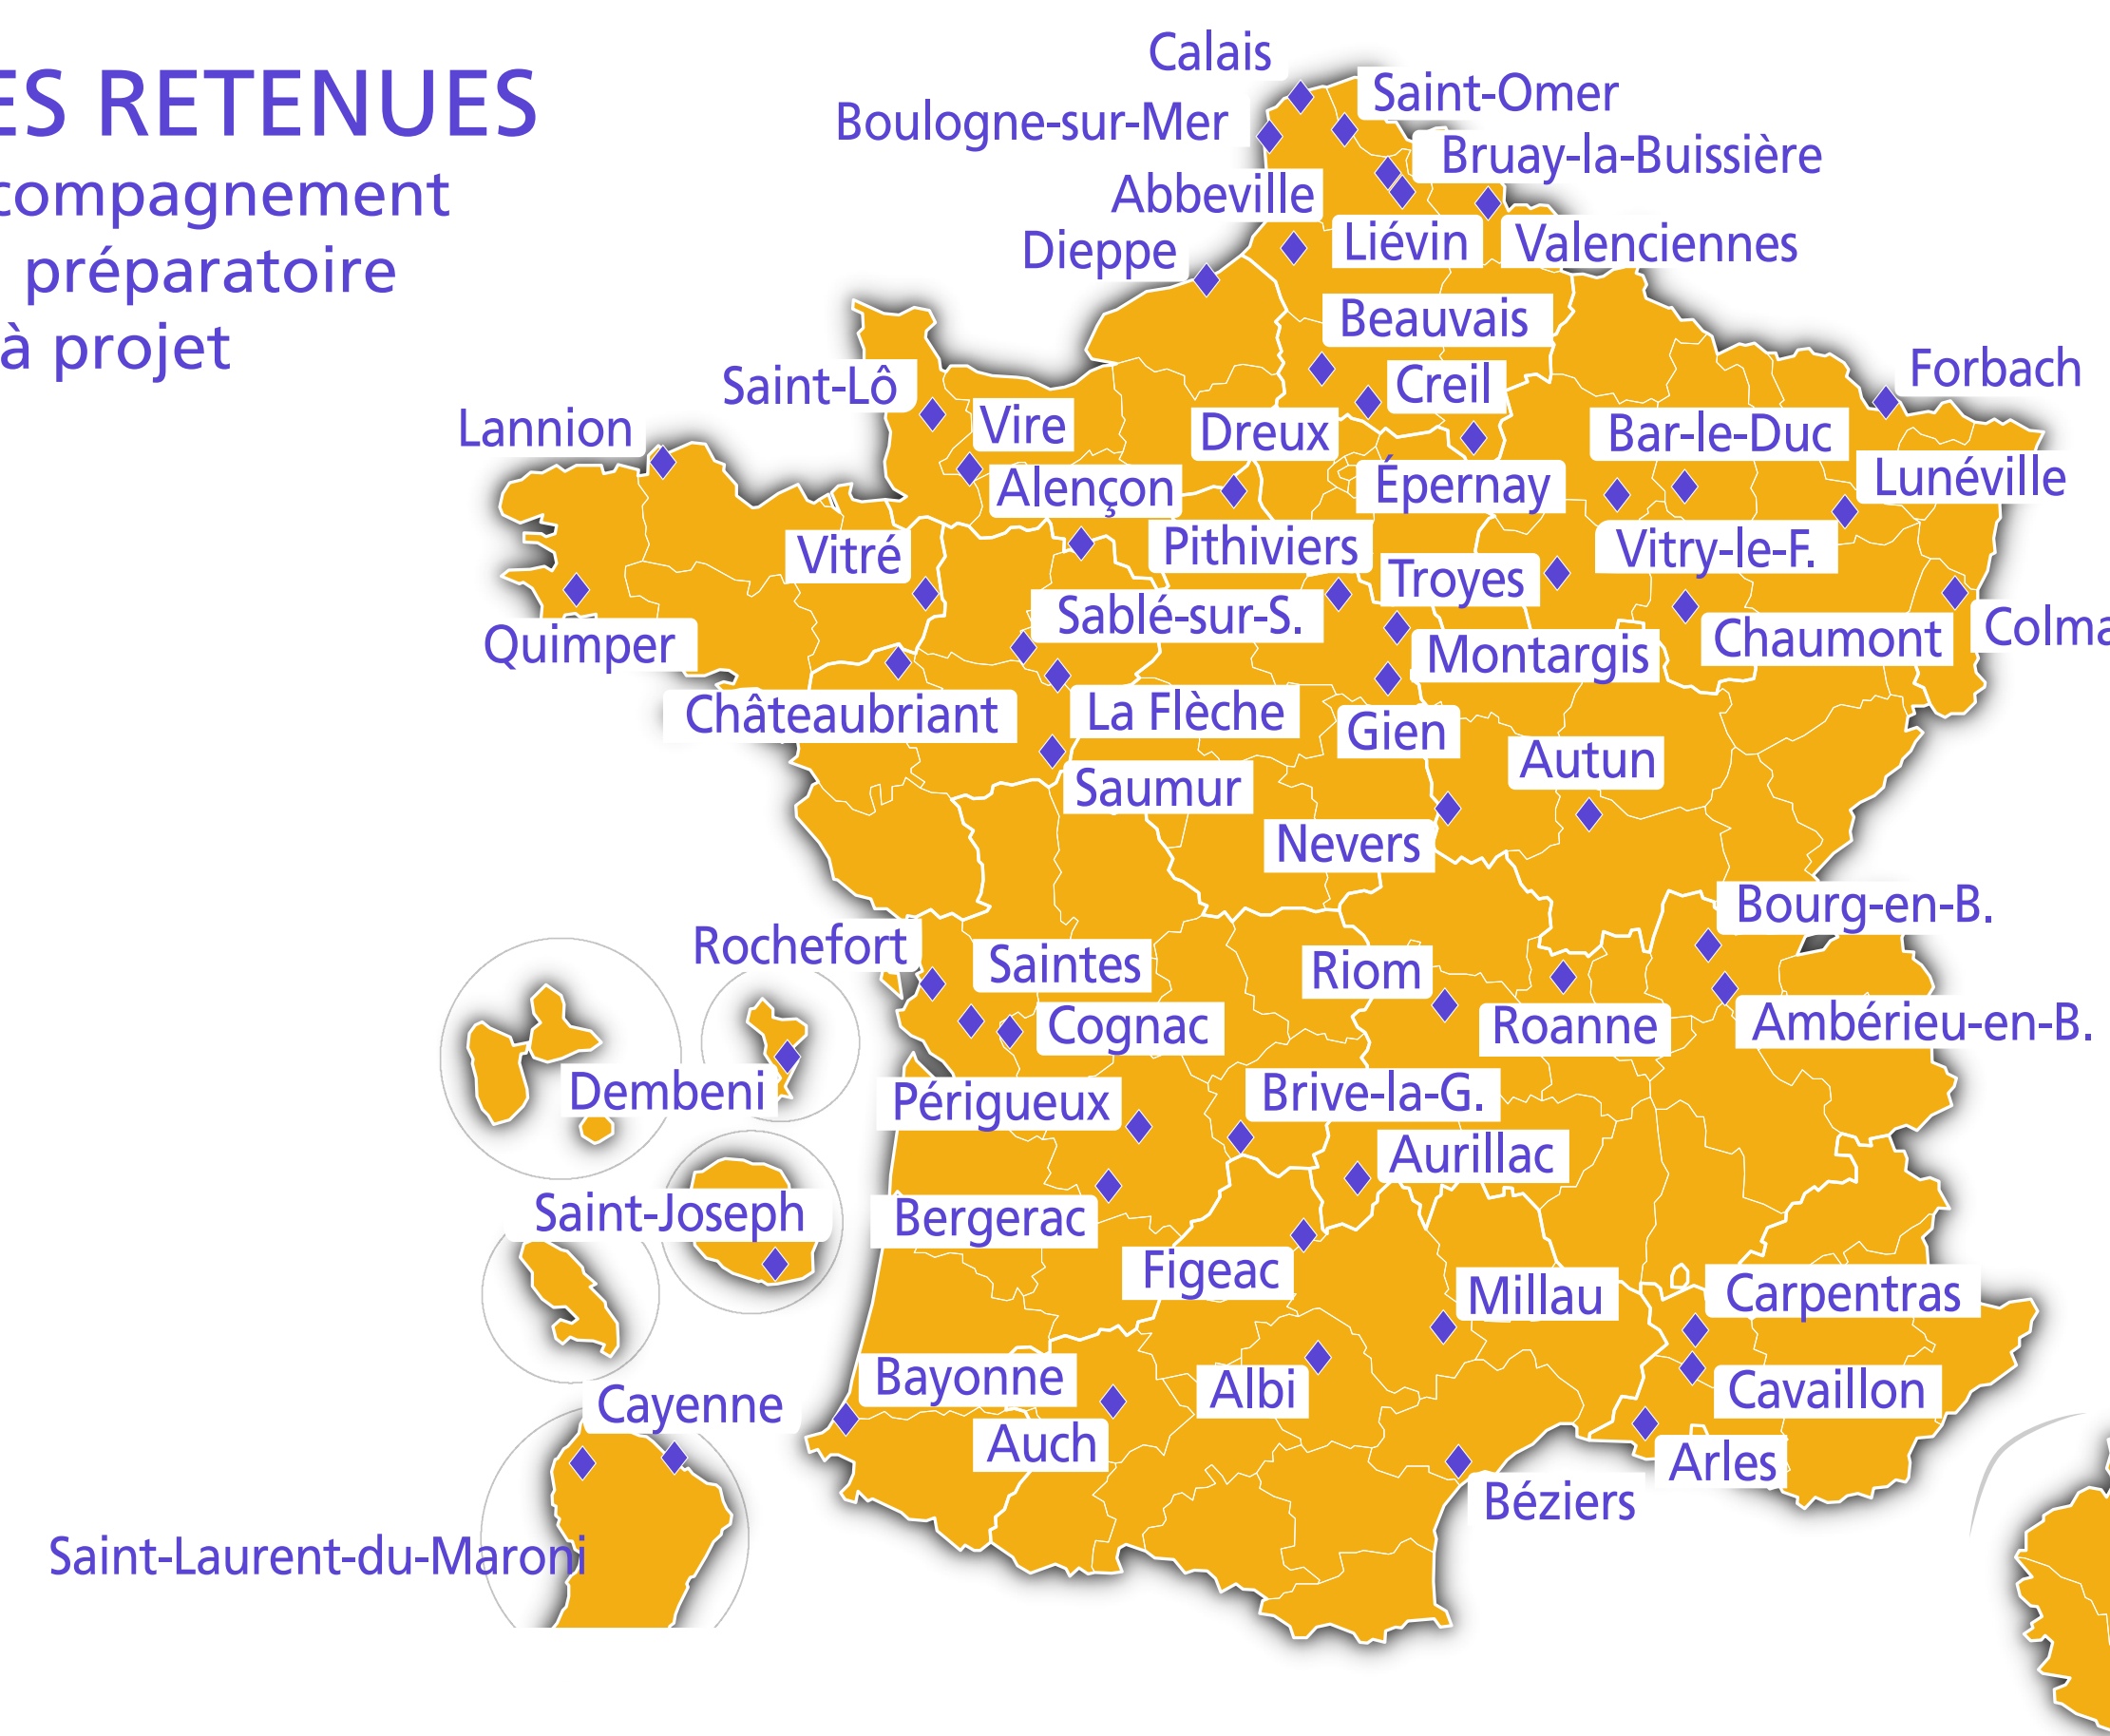 ES RETENUES
compagnement
préparatoire
à projet
Calais
Saint-Omer
Boulogne-sur-Mer
Bruay-la-Buissière
Abbeville
Liévin
Valenciennes
Dieppe
Beauvais
Forbach
Saint-Lô
Creil
Lannion
Vire
Dreux
Bar-le-Duc
Alençon
Épernay
Lunéville
Vitré
Pithiviers
Troyes
Vitry-le-F.
Quimper
Sablé-sur-S.
Montargis
Chaumont
Colma
Châteaubriant
La Flèche
Gien
Autun
Saumur
Nevers
Bourg-en-B.
Rochefort
Saintes
Riom
Cognac
Roanne
Ambérieu-en-B.
Dembeni
Périgueux
Brive-la-G.
Aurillac
Saint-Joseph
Bergerac
Figeac
Millau
Carpentras
Bayonne
Albi
Cavaillon
Cayenne
Auch
Arles
Béziers
Saint-Laurent-du-Maroni